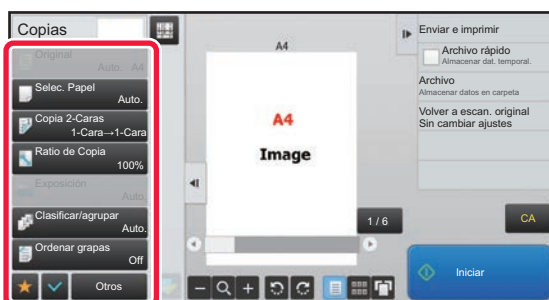 Copias
Original
Auto. A4
Selec. Papel
Auto.
Copia 2-Caras
1-Cara→1-Cara
Ratio de Copia
100%
Exposición
Auto.
Clasificar/agrupar
Auto.
Ordenar grapas
Off
Otros
A4
A4
Image
1 / 6
Enviar e imprimir
Archivo rápido
Almacenar dat. temporal.
Archivo
Almacenar datos en carpeta
Volver a escan. original
Sin cambiar ajustes
CA
Iniciar